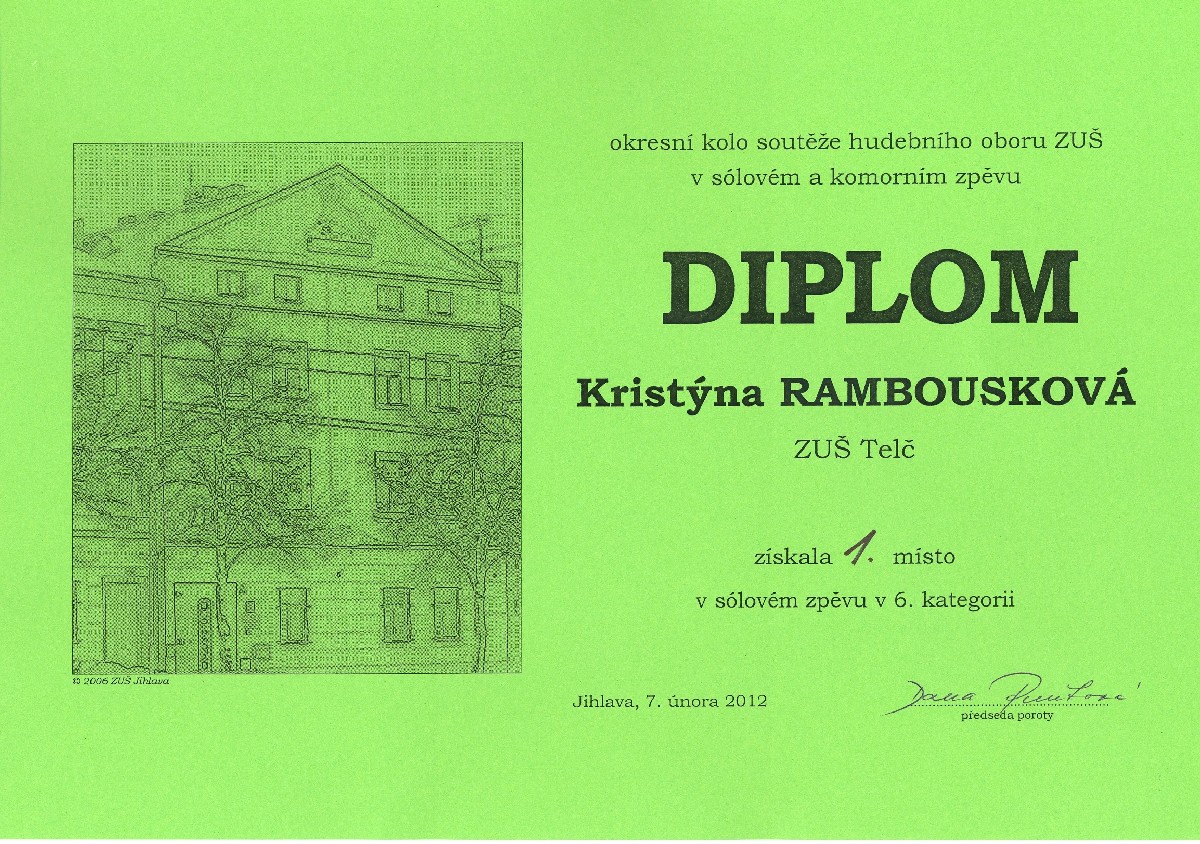 okresní kolo soutěže hudebního oboru ZUŠ
v sólovém a komorním zpěvu
DIPLOM
Kristýna RAMBOUSKOVÁ
ZUŠ Telč
získala 1. místo
v sólovém zpěvu v 6. kategorii
© 2006 ZUŠ Jihlava
Jihlava, 7. února 2012
Dana
předseda poroty